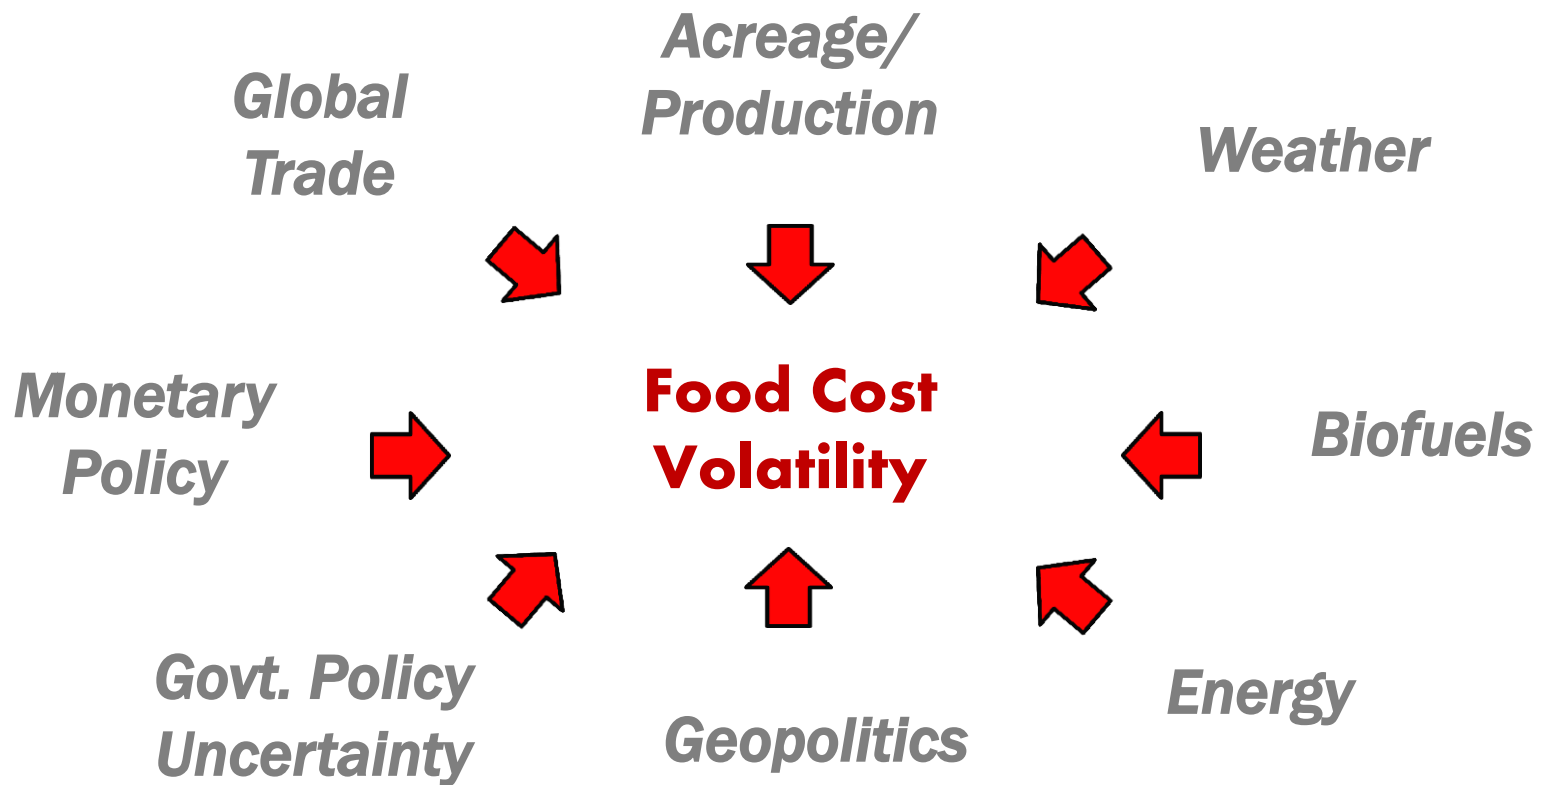 Acreage/
Production
Global
Trade
Weather
Monetary
Policy
Food Cost
Volatility
Biofuels
Govt. Policy
Uncertainty
Geopolitics
Energy